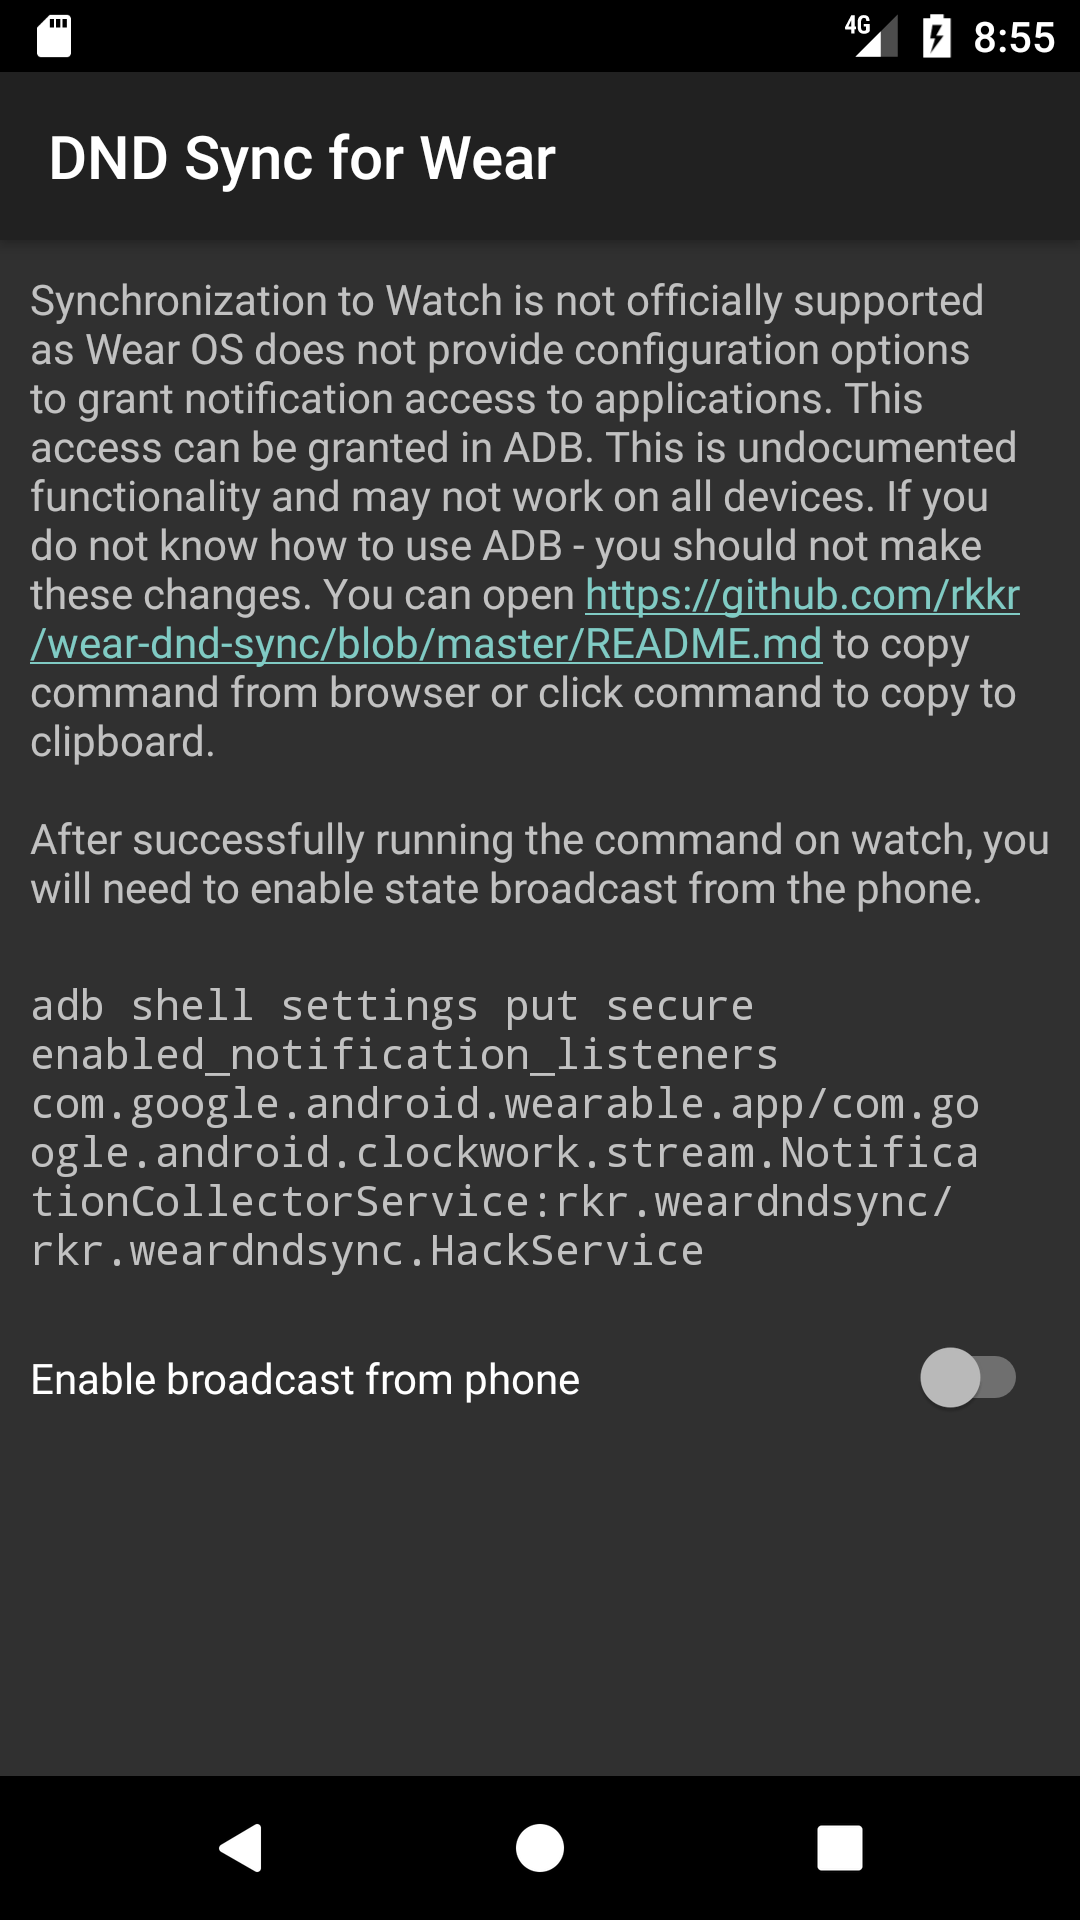 4G 8:55
DND Sync for Wear
Synchronization to Watch is not officially supported
as Wear OS does not provide configuration options
to grant notification access to applications. This
access can be granted in ADB. This is undocumented
functionality and may not work on all devices. If you
do not know how to use ADB - you should not make
these changes. You can open https://github.com/rkkr
/wear-dnd-sync/blob/master/README.md to copy
command from browser or click command to copy to
clipboard.
After successfully running the command on watch, you
will need to enable state broadcast from the phone.
adb shell settings put secure
enabled_notification_listeners
com.google.android.wearable.app/com.go
ogle.android.clockwork.stream.Notifica
tionCollectorService:rkr.weardndsync/
rkr.weardndsync.HackService
Enable broadcast from phone